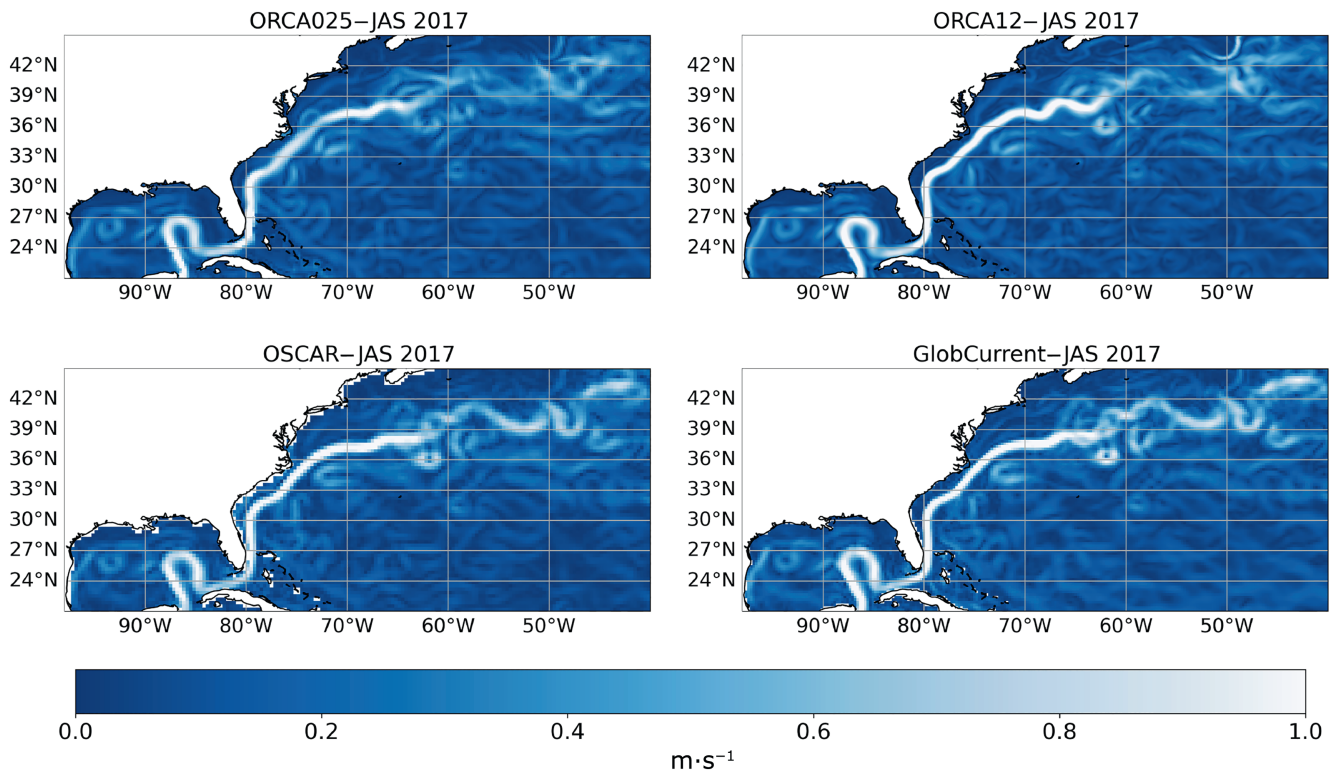 ORCA025−JAS 2017
ORCA12−JAS 2017
42°N
39°N
36°N
33°N
30°N
27°N
24°N
90°W 80°W 70°W 60°W 50°W
42°N
39°N
36°N
33°N
30°N
27°N
24°N
90°W 80°W 70°W 60°W 50°W
OSCAR−JAS 2017
GlobCurrent−JAS 2017
42°N
39°N
36°N
33°N
30°N
27°N
24°N
90°W 80°W 70°W 60°W 50°W
42°N
39°N
36°N
33°N
30°N
27°N
24°N
90°W 80°W 70°W 60°W 50°W
0.0 0.2 0.4 0.6 0.8 1.0
m·s⁻¹